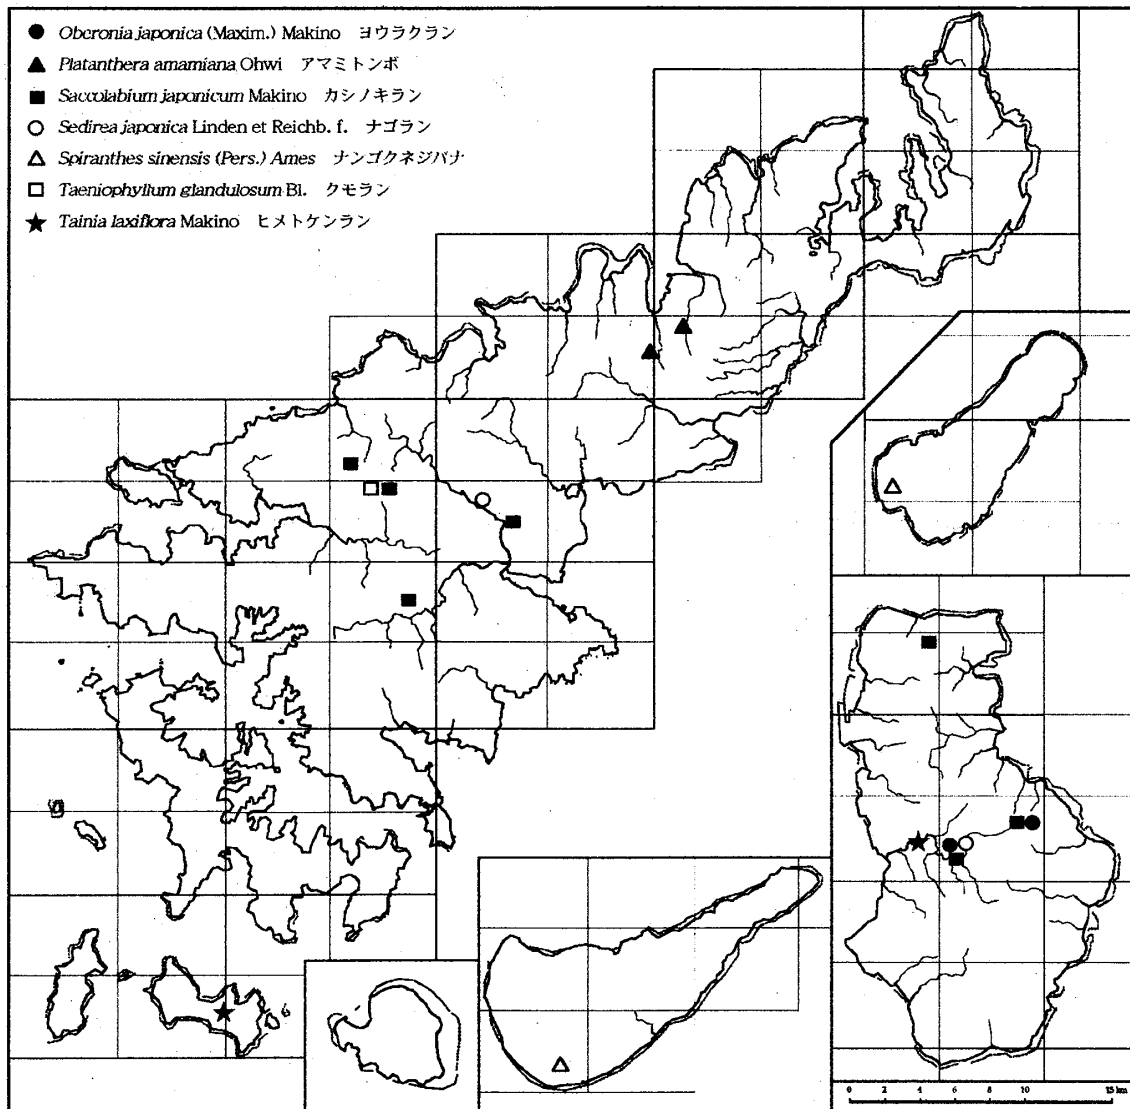 ● Oberonia japonica (Maxim.) Makino ヨウラクラン
▲ Platanthera amamiana Ohwi アマミトンボ
■ Saccolabium japonicum Makino カシノキラン
○ Sedirea japonica Linden et Reichb. f. ナゴラン
△ Spiranthes sinensis (Pers.) Ames ナンゴクネジバナ
□ Taeniophyllum glandulosum Bl. クモラン
★ Tainia laxiflora Makino ヒメトケンラン
0 2 4 6 8 10 15 km